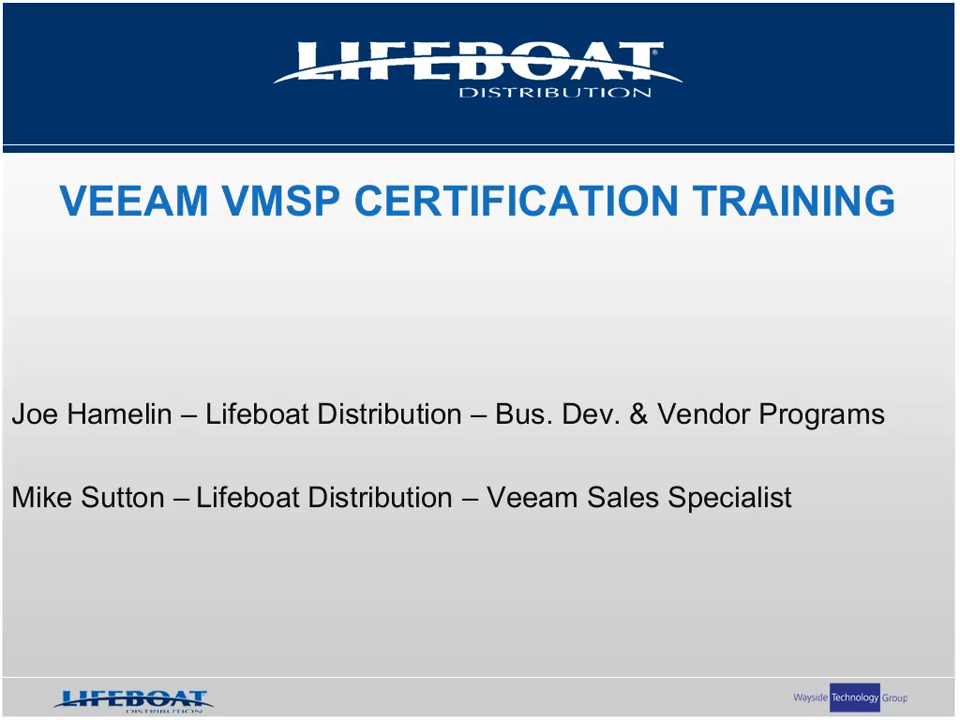 LIFEBOAT®
DISTRIBUTION
VEEAM VMSP CERTIFICATION TRAINING
Joe Hamelin – Lifeboat Distribution – Bus. Dev. & Vendor Programs
Mike Sutton – Lifeboat Distribution – Veeam Sales Specialist
LIFEBOAT
DISTRIBUTION
Wayside Technology Group